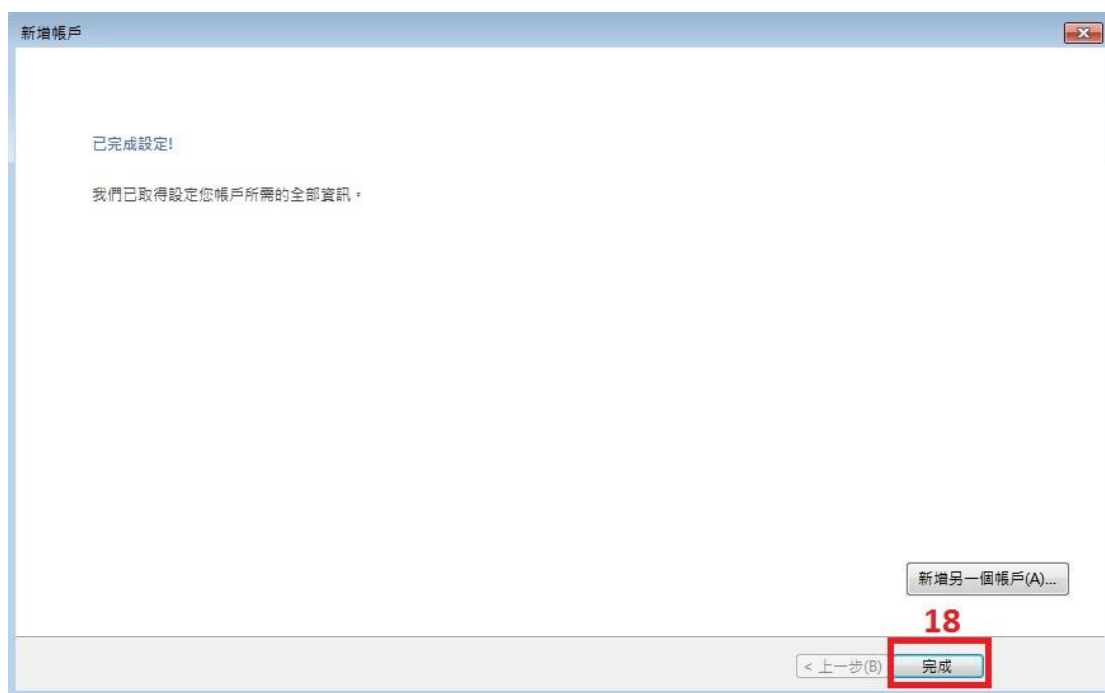 新增帳戶
已完成設定!
我們已取得設定您帳戶所需的全部資訊。
新增另一個帳戶(A)...
18
< 上一步(B)
完成